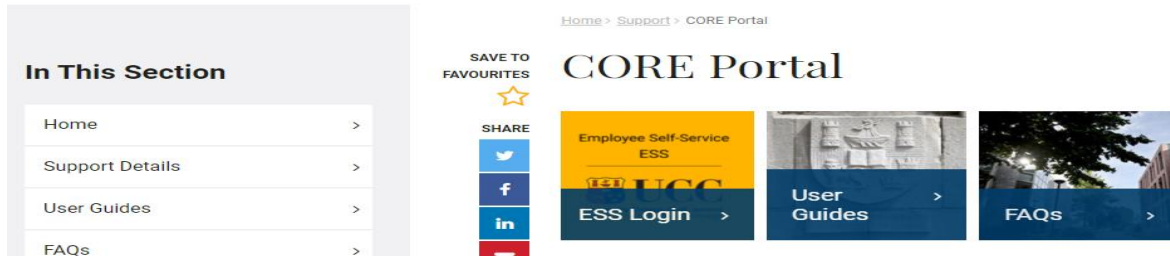 In This Section
Home >
Support Details >
User Guides >
FAQs >
SAVE TO
FAVOURITES
SHARE
f
in
Home > Support > CORE Portal
CORE Portal
Employee Self-Service
ESS
UCC
ESS Login >
User
Guides >
FAQs >